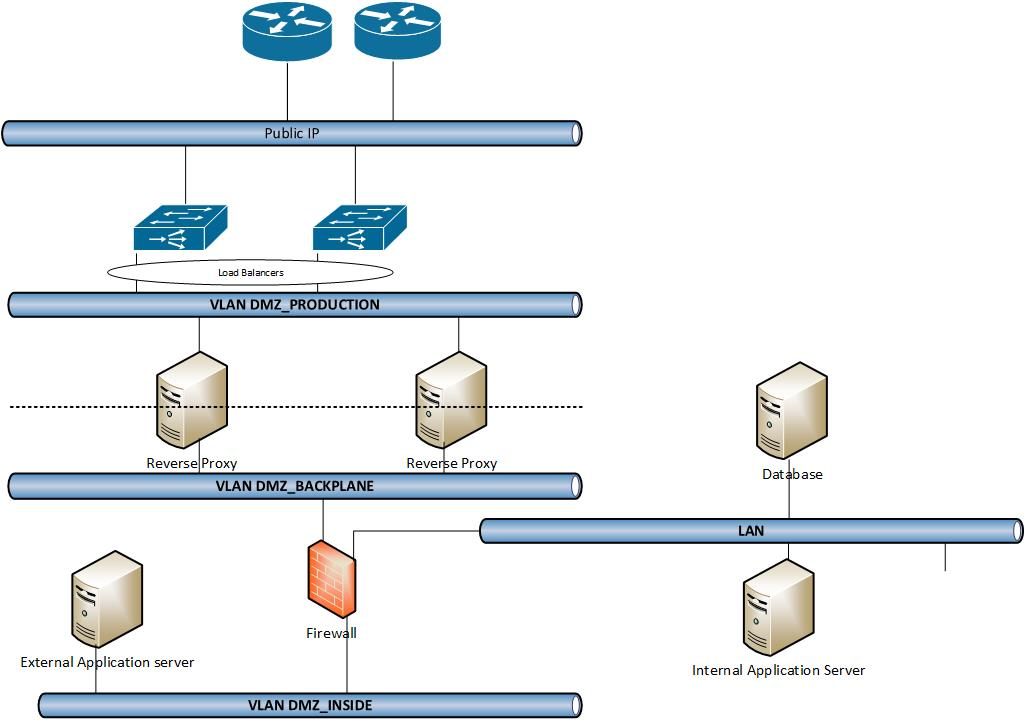 Public IP
Load Balancers
VLAN DMZ_PRODUCTION
Reverse Proxy
Reverse Proxy
Database
VLAN DMZ_BACKPLANE
LAN
Firewall
External Application server
Internal Application Server
VLAN DMZ_INSIDE